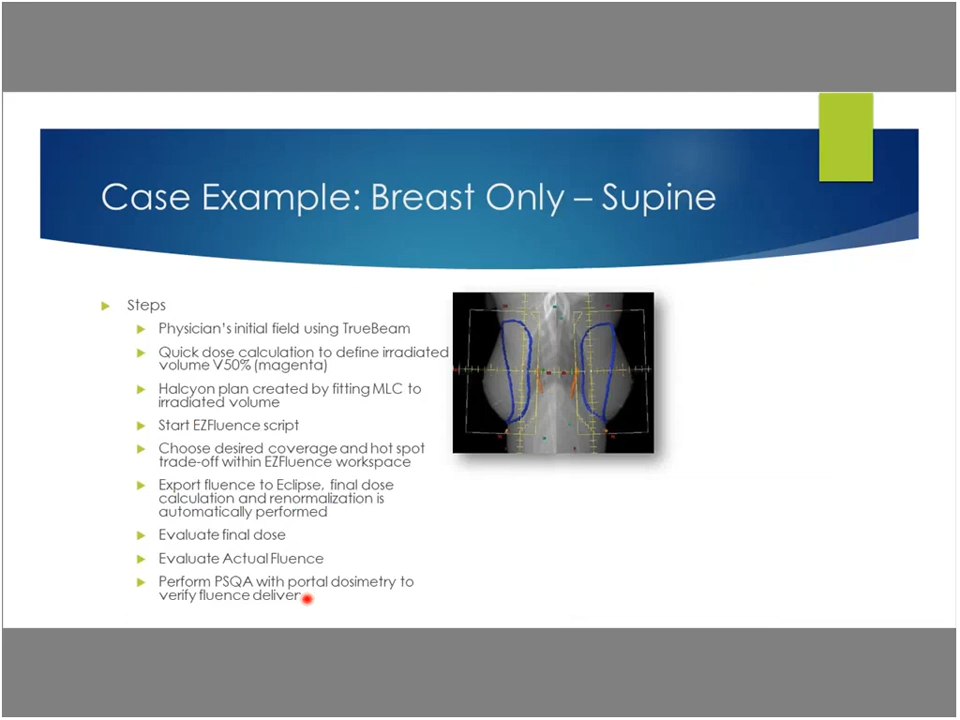 Case Example: Breast Only – Supine
Steps
Physician's initial field using TrueBeam
Quick dose calculation to define irradiated
volume V50% (magenta)
Halcyon plan created by fitting MLC to
irradiated volume
Start EZFluence script
Choose desired coverage and hot spot
trade-off within EZFluence workspace
Export fluence to Eclipse, final dose
calculation and renormalization is
automatically performed
Evaluate final dose
Evaluate Actual Fluence
Perform PSQA with portal dosimetry to
verify fluence deliver